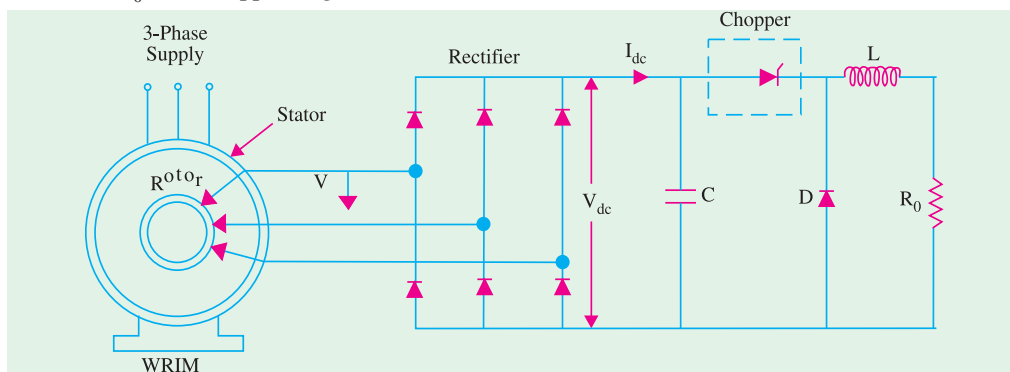 3-Phase
Supply
Stator
Rotor
WRIM
V
Rectifier
I_dc
V_dc
C
Chopper
D
L
R_0